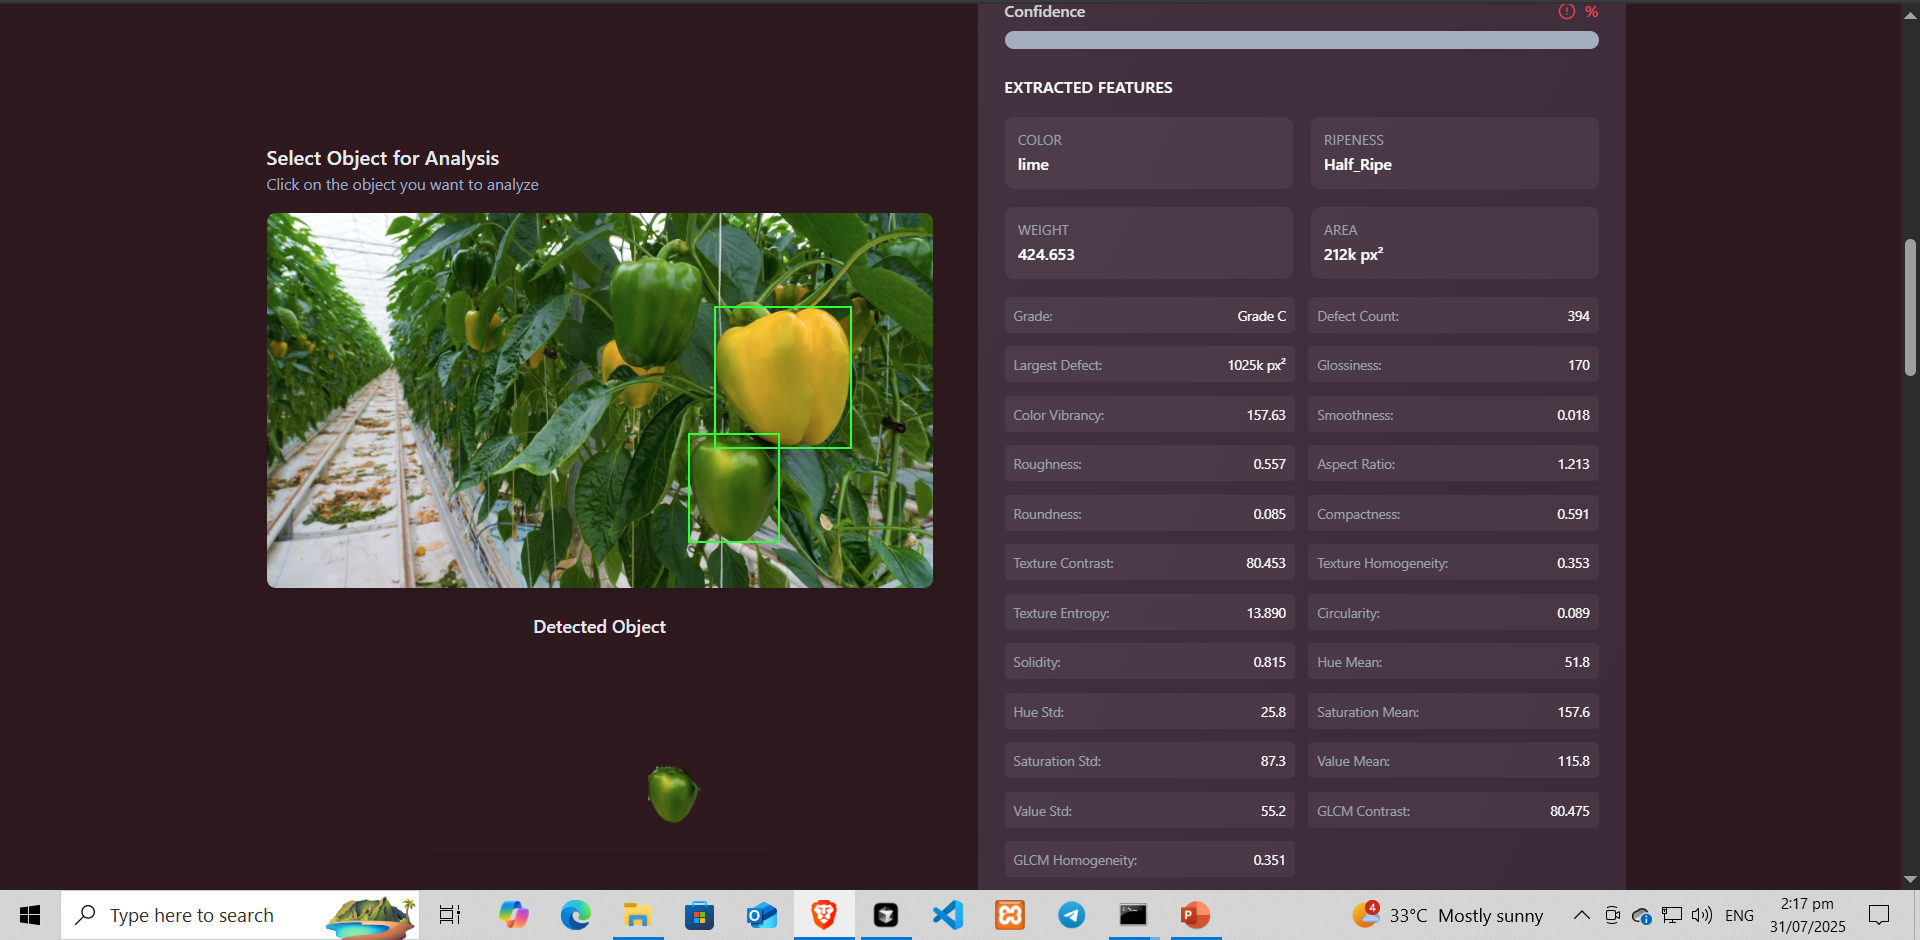 Confidence
%
EXTRACTED FEATURES
COLOR
lime
RIPENESS
Half_Ripe
WEIGHT
424.653
AREA
212k px²
Grade: Grade C
Defect Count: 394
Largest Defect: 1025k px²
Glossiness: 170
Color Vibrancy: 157.63
Smoothness: 0.018
Roughness: 0.557
Aspect Ratio: 1.213
Roundness: 0.085
Compactness: 0.591
Texture Contrast: 80.453
Texture Homogeneity: 0.353
Texture Entropy: 13.890
Circularity: 0.089
Solidity: 0.815
Hue Mean: 51.8
Hue Std: 25.8
Saturation Mean: 157.6
Saturation Std: 87.3
Value Mean: 115.8
Value Std: 55.2
GLCM Contrast: 80.475
GLCM Homogeneity: 0.351
Select Object for Analysis
Click on the object you want to analyze
Detected Object
Type here to search
4
33°C Mostly sunny
ENG
2:17 pm
31/07/2025